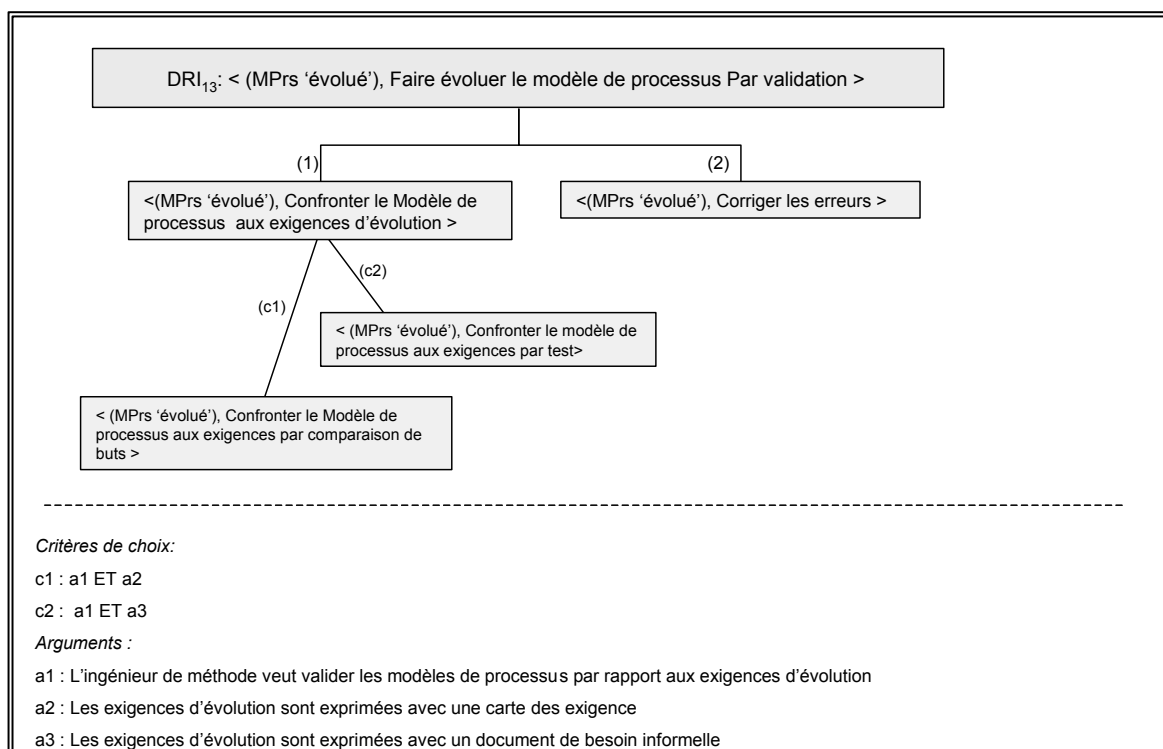 DRI13: < (MPrs ‘évolué’), Faire évoluer le modèle de processus Par validation >
(1)
(2)
<(MPrs ‘évolué’), Confronter le Modèle de
processus aux exigences d’évolution >
<(MPrs ‘évolué’), Corriger les erreurs >
(c2)
(c1)
< (MPrs ‘évolué’), Confronter le modèle de
processus aux exigences par test>
< (MPrs ‘évolué’), Confronter le Modèle de
processus aux exigences par comparaison de
buts >
Critères de choix:
c1 : a1 ET a2
c2 : a1 ET a3
Arguments :
a1 : L’ingénieur de méthode veut valider les modèles de processus par rapport aux exigences d’évolution
a2 : Les exigences d’évolution sont exprimées avec une carte des exigence
a3 : Les exigences d’évolution sont exprimées avec un document de besoin informelle